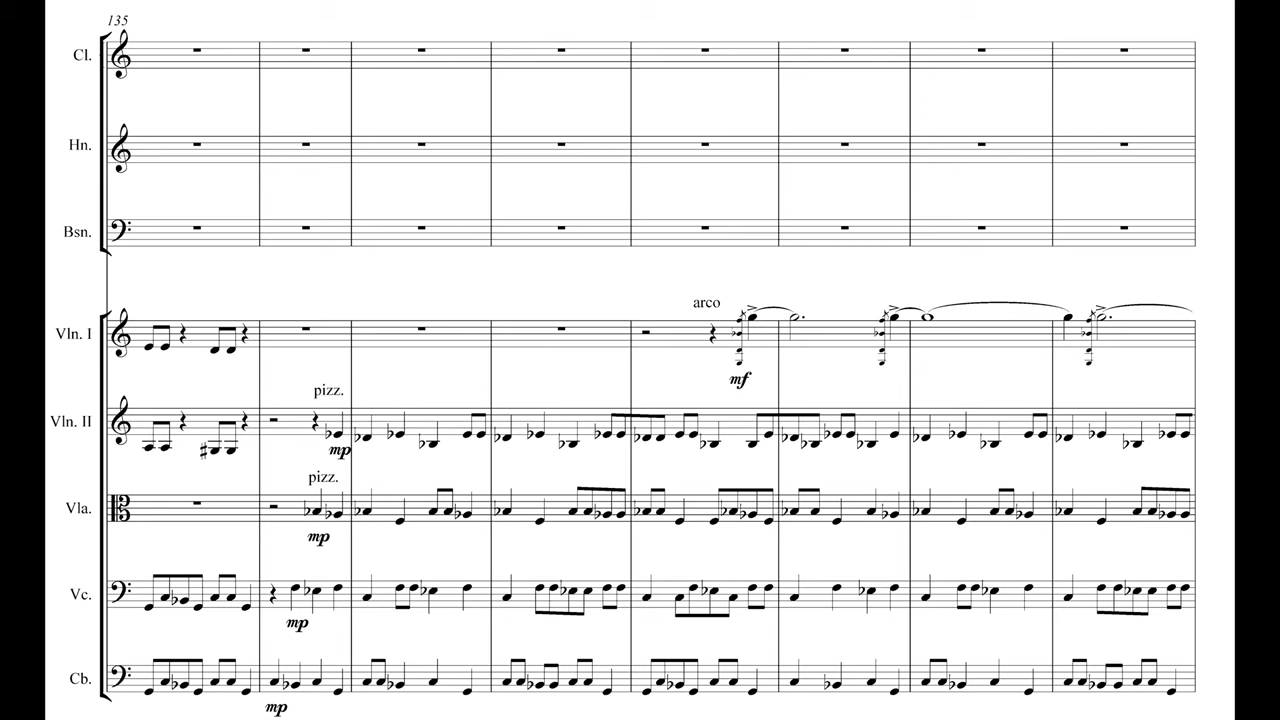 135
Cl.
Hn.
Bsn.
arco
Vln. I
mf
pizz.
Vln. II
mp
pizz.
Vla.
mp
Vc.
mp
Cb.
mp